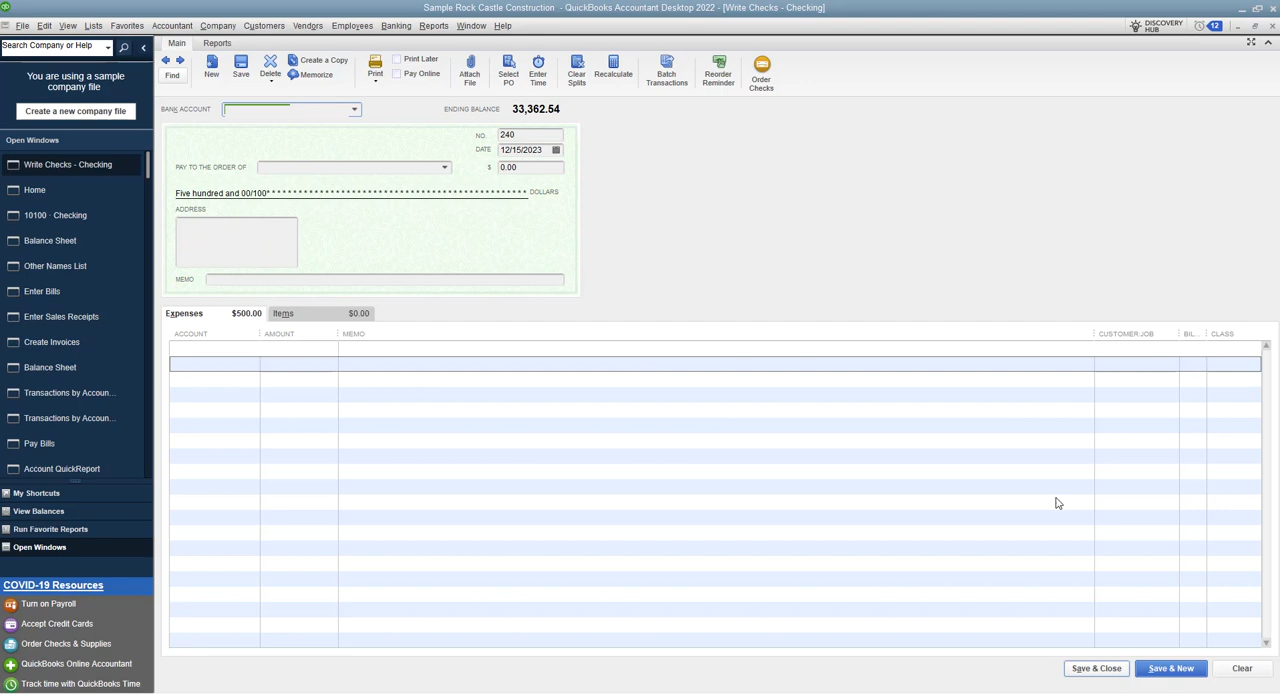 Sample Rock Castle Construction - QuickBooks Accountant Desktop 2022 - [Write Checks - Checking]
File Edit View Lists Favorites Accountant Company Customers Vendors Employees Banking Reports Window Help
DISCOVERY HUB 12
Search Company or Help
Main Reports
Find
New
Save
Delete
Create a Copy
Memorize
Print
Print Later
Pay Online
Attach File
Select PO
Enter Time
Clear Splits
Recalculate
Batch Transactions
Reorder Reminder
Order Checks
You are using a sample
company file
Create a new company file
Open Windows
Write Checks - Checking
Home
10100 · Checking
Balance Sheet
Other Names List
Enter Bills
Enter Sales Receipts
Create Invoices
Balance Sheet
Transactions by Accoun...
Transactions by Accoun...
Pay Bills
Account QuickReport
My Shortcuts
View Balances
Run Favorite Reports
Open Windows
COVID-19 Resources
Turn on Payroll
Accept Credit Cards
Order Checks & Supplies
QuickBooks Online Accountant
Track time with QuickBooks Time
BANK ACCOUNT ENDING BALANCE 33,362.54
NO. 240
DATE 12/15/2023
PAY TO THE ORDER OF $ 0.00
Five hundred and 00/100* * * * * * * * * * * * * * * * * * * * * * * * * * * * * * * * * * * * * * * * * * * * * * * * * DOLLARS
ADDRESS
MEMO
Expenses $500.00 Items $0.00
ACCOUNT AMOUNT MEMO CUSTOMER:JOB BIL... CLASS
Save & Close Save & New Clear